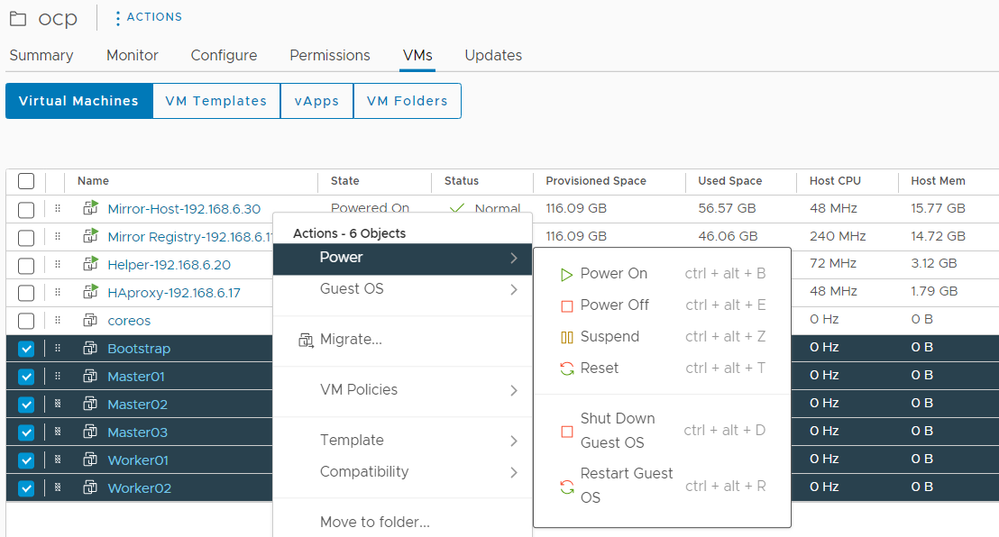 ocp ACTIONS
Summary Monitor Configure Permissions VMs Updates
Virtual Machines VM Templates vApps VM Folders
Name State Status Provisioned Space Used Space Host CPU Host Mem
Mirror-Host-192.168.6.30 Powered On Normal 116.09 GB 56.57 GB 48 MHz 15.77 GB
Mirror Registry-192.168.6.1 116.09 GB 46.06 GB 240 MHz 14.72 GB
Helper-192.168.6.20 72 MHz 3.12 GB
HAproxy-192.168.6.17 48 MHz 1.79 GB
coreos 0 Hz 0 B
Bootstrap 0 Hz 0 B
Master01 0 Hz 0 B
Master02 0 Hz 0 B
Master03 0 Hz 0 B
Worker01 0 Hz 0 B
Worker02 0 Hz 0 B
Actions - 6 Objects
Power
Guest OS
Migrate...
VM Policies
Template
Compatibility
Move to folder...
Power On ctrl + alt + B
Power Off ctrl + alt + E
Suspend ctrl + alt + Z
Reset ctrl + alt + T
Shut Down
Guest OS ctrl + alt + D
Restart Guest
OS ctrl + alt + R